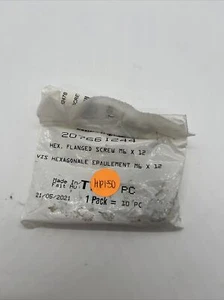 207661244
HEX. FLANGED SCREW M6 X 12
VIS HEXAGONALE EPAULEMENT M6 X 12
Made In:
T
HP150
PC
21/05/2021
1 Pack = 10 PC